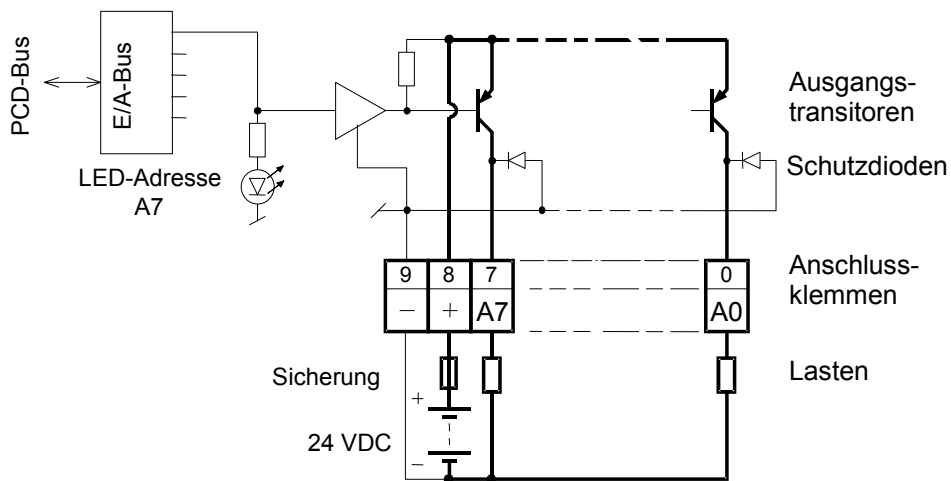 PCD-Bus
E/A-Bus
LED-Adresse
A7
Ausgangs-
transitoren
Schutzdioden
9 8 7 0
– + A7 A0
Anschluss-
klemmen
Sicherung
Lasten
+
24 VDC
–